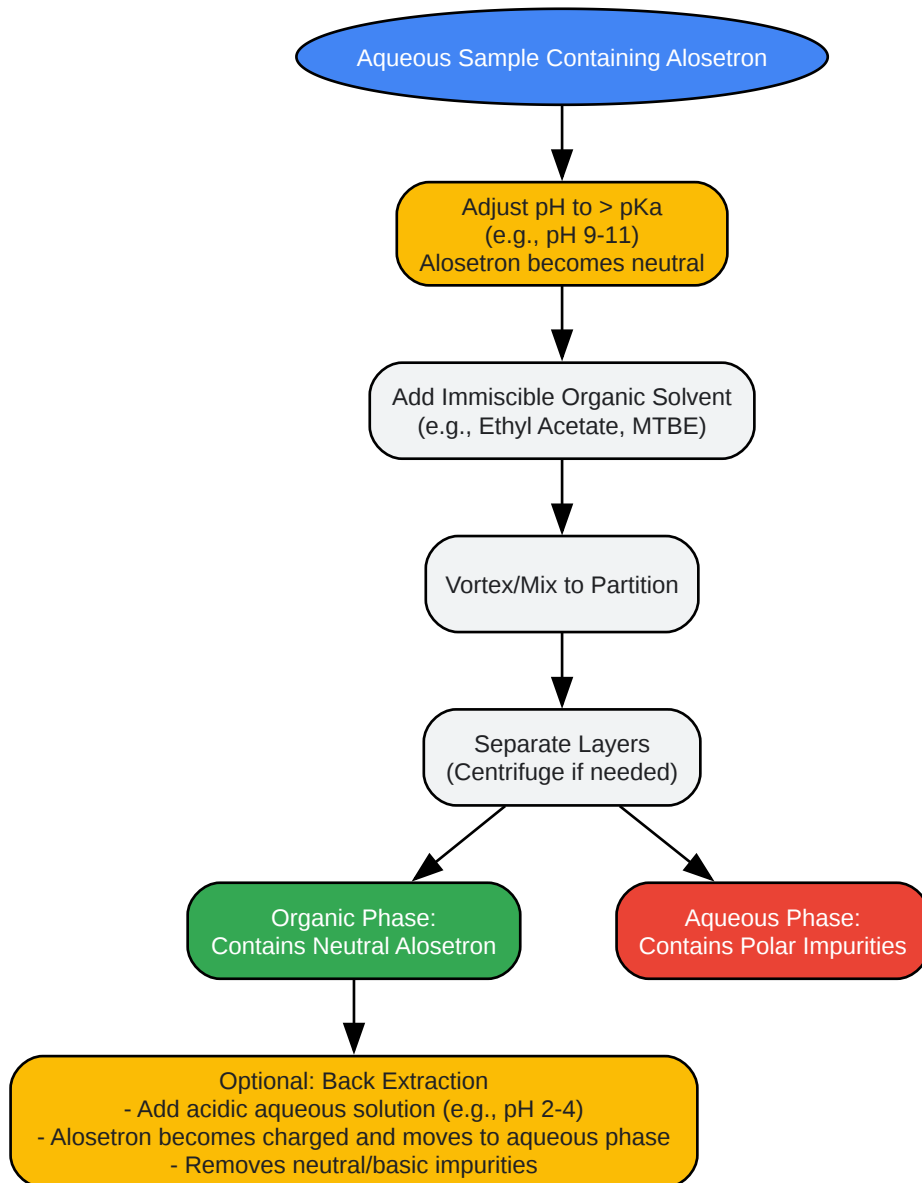 Aqueous Sample Containing Alosetron
Adjust pH to > pKa
(e.g., pH 9-11)
Alosetron becomes neutral
Add Immiscible Organic Solvent
(e.g., Ethyl Acetate, MTBE)
Vortex/Mix to Partition
Separate Layers
(Centrifuge if needed)
Organic Phase:
Contains Neutral Alosetron
Aqueous Phase:
Contains Polar Impurities
Optional: Back Extraction
- Add acidic aqueous solution (e.g., pH 2-4)
- Alosetron becomes charged and moves to aqueous phase
- Removes neutral/basic impurities